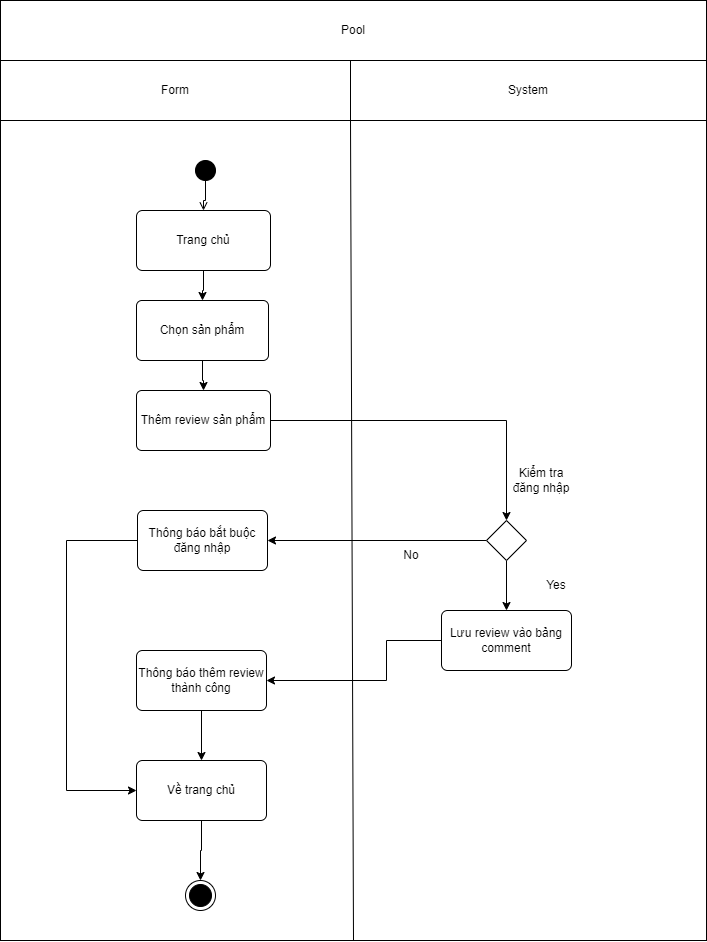 Pool
Form
System
Trang chủ
Chọn sản phẩm
Thêm review sản phẩm
Kiểm tra
đăng nhập
Thông báo bắt buộc
đăng nhập
No
Yes
Lưu review vào bảng
comment
Thông báo thêm review
thành công
Về trang chủ